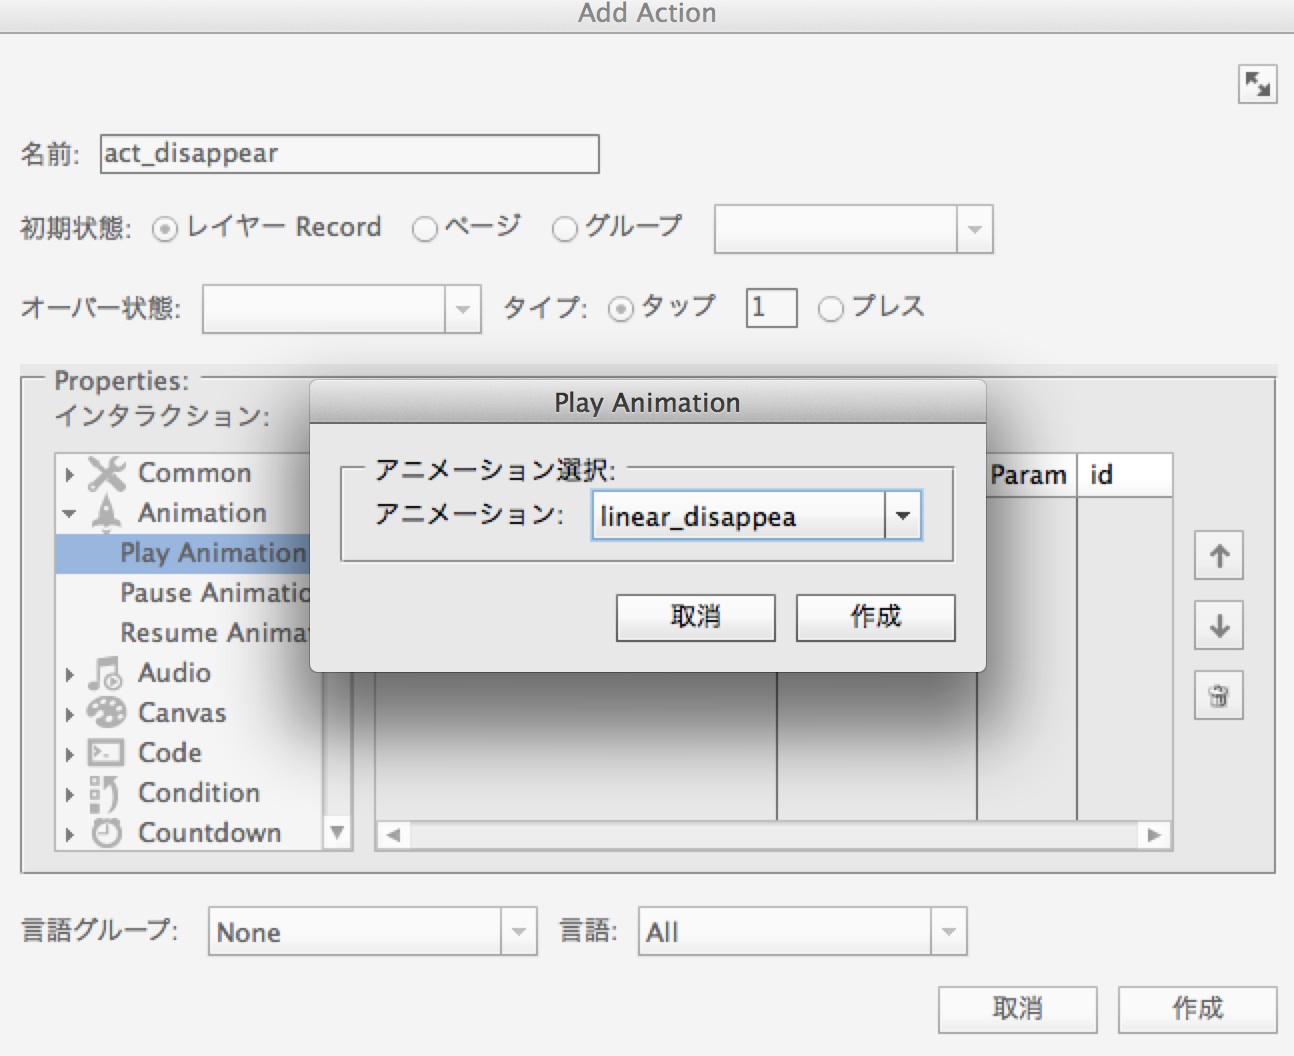 Add Action
名前: act_disappear
初期状態: レイヤー Record ページ グループ
オーバー状態: タイプ: タップ 1 プレス
Properties:
インタラクション:
Play Animation
アニメーション選択:
アニメーション: linear_disappea
取消 作成
Common
Animation
Play Animation
Pause Animatio
Resume Anima
Audio
Canvas
Code
Condition
Countdown
Param id
言語グループ: None 言語: All
取消 作成